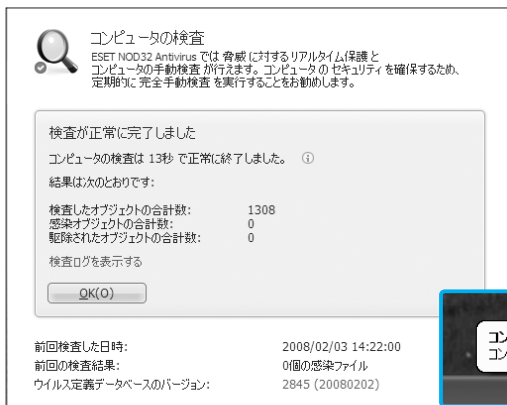 コンピュータの検査
ESET NOD32 Antivirus では 脅威 に対する リアルタイム保護 と
コンピュータの手動検査 が行えます。コンピュータ の セキュリティ を確保するため、
定期的に 完全手動検査 を実行することをお勧めします。
検査が正常に完了しました
コンピュータの検査は 13秒 で正常に終了しました。
結果は次のとおりです:
検査したオブジェクトの合計数: 1308
感染オブジェクトの合計数: 0
駆除されたオブジェクトの合計数: 0
検査ログを表示する
OK(O)
前回検査した日時: 2008/02/03 14:22:00
前回の検査結果: 0個の感染ファイル
ウイルス定義データベースのバージョン: 2845 (20080202)
コン
コン